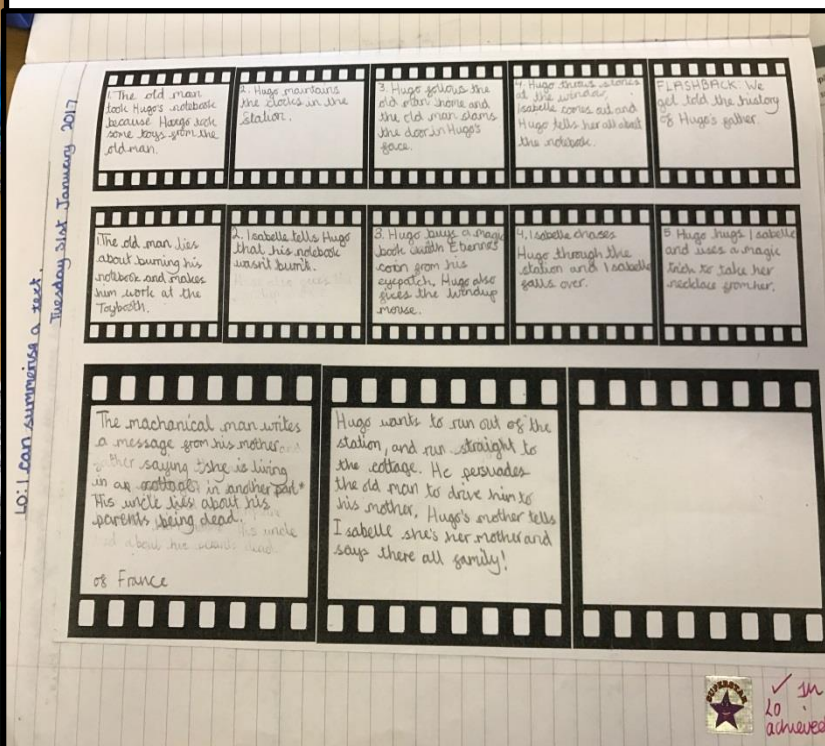 LO: I can summerise a text.
Tuesday 31st January 2017
1. The old man
took Hugo's notebook
because Hugo took
some toys from the
old man.
2. Hugo maintains
the clocks in the
station.
3. Hugo follows the
old man home and
the old man slams
the door in Hugo's
face.
4. Hugo throws stones
at the window,
Isabelle comes out and
Hugo tells her all about
the notebook.
FLASHBACK: We
get told the history
of Hugo's father.
1. The old man lies
about burning his
notebook and makes
him work at the
Toybooth.
2. Isabelle tells Hugo
that his notebook
wasn't burnt.
3. Hugo buys a magic
book with Etienne's
coin from his
eyepatch, Hugo also
fixes the windup
mouse.
4. Isabelle chases
Hugo through the
station and Isabelle
falls over.
5. Hugo hugs Isabelle
and uses a magic
trick to take her
necklace from her.
The machanical man writes
a message from his mother
saying she is living
in a cottage in another part*
His uncle lies about his
parents being dead.
of France
Hugo wants to run out of the
station, and run straight to
the cottage. He persuades
the old man to drive him to
his mother, Hugo's mother tells
Isabelle she's her mother and
says there all family!
SUPERSTAR
✓ In
LO
achieved